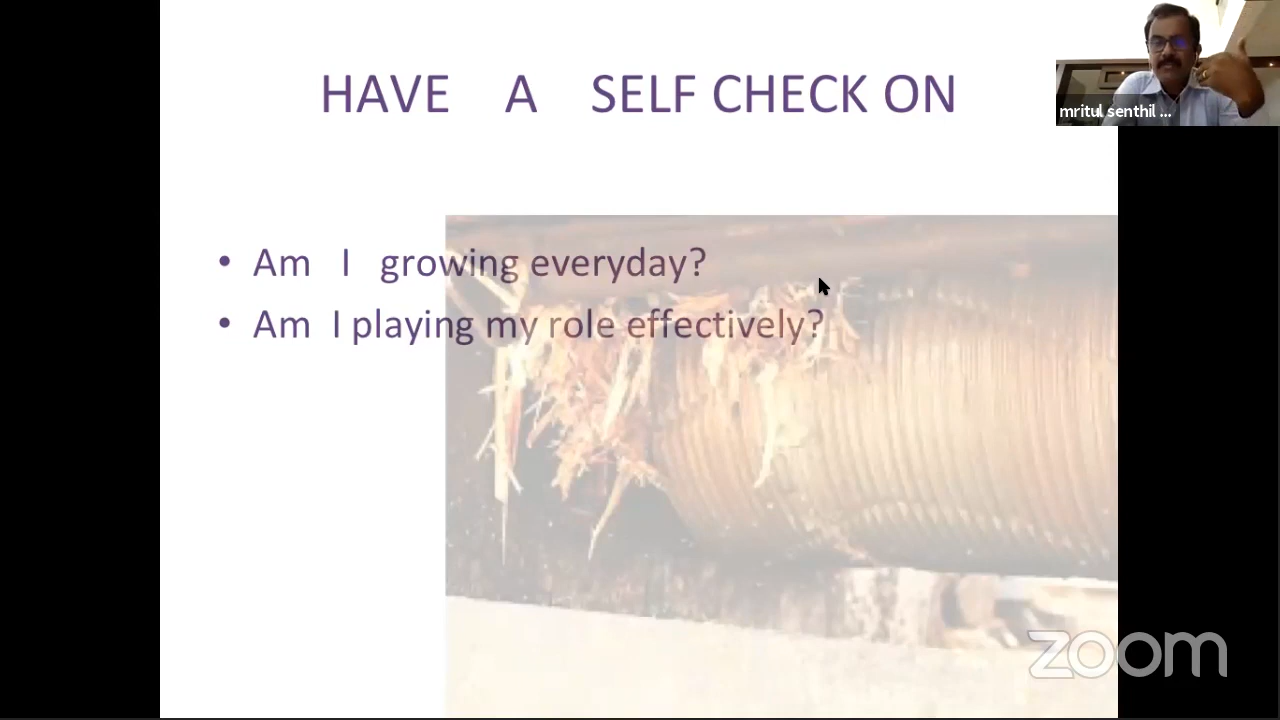 HAVE A SELF CHECK ON
mritul senthil ...
• Am I growing everyday?
• Am I playing my role effectively?
zoom